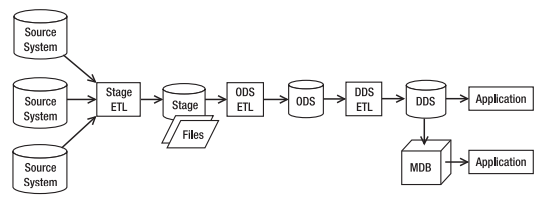 Source
System
Source
System
Source
System
Stage
ETL
Stage
Files
ODS
ETL
ODS
DDS
ETL
DDS
Application
MDB
Application